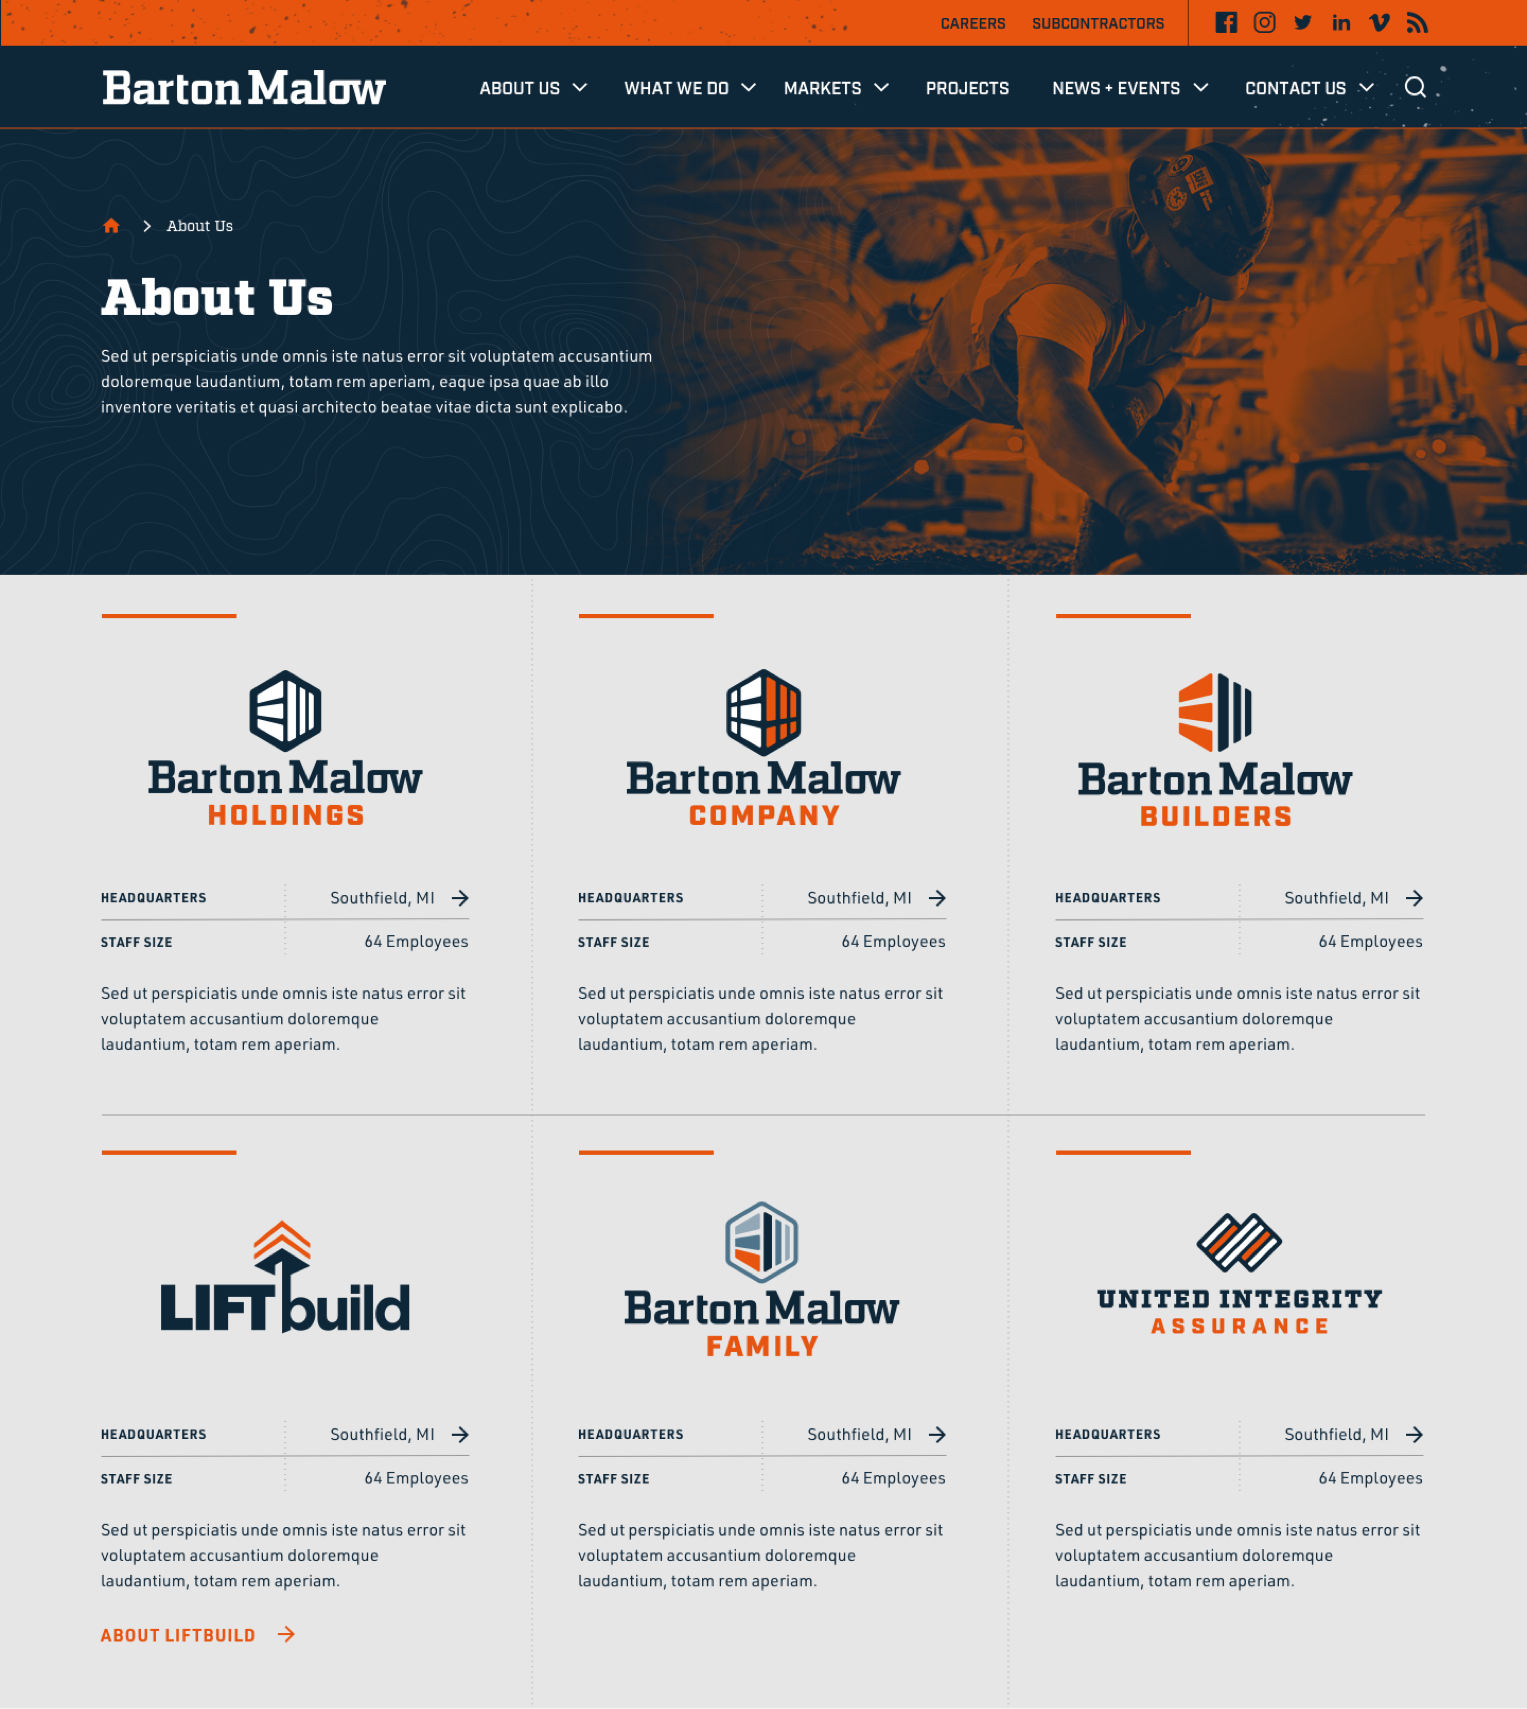 CAREERS SUBCONTRACTORS
Barton Malow ABOUT US WHAT WE DO MARKETS PROJECTS NEWS + EVENTS CONTACT US
About Us
About Us
Sed ut perspiciatis unde omnis iste natus error sit voluptatem accusantium
doloremque laudantium, totam rem aperiam, eaque ipsa quae ab illo
inventore veritatis et quasi architecto beatae vitae dicta sunt explicabo.
Barton Malow
HOLDINGS
HEADQUARTERS Southfield, MI
STAFF SIZE 64 Employees
Sed ut perspiciatis unde omnis iste natus error sit
voluptatem accusantium doloremque
laudantium, totam rem aperiam.
Barton Malow
COMPANY
HEADQUARTERS Southfield, MI
STAFF SIZE 64 Employees
Sed ut perspiciatis unde omnis iste natus error sit
voluptatem accusantium doloremque
laudantium, totam rem aperiam.
Barton Malow
BUILDERS
HEADQUARTERS Southfield, MI
STAFF SIZE 64 Employees
Sed ut perspiciatis unde omnis iste natus error sit
voluptatem accusantium doloremque
laudantium, totam rem aperiam.
LIFTbuild
HEADQUARTERS Southfield, MI
STAFF SIZE 64 Employees
Sed ut perspiciatis unde omnis iste natus error sit
voluptatem accusantium doloremque
laudantium, totam rem aperiam.
ABOUT LIFTBUILD
Barton Malow
FAMILY
HEADQUARTERS Southfield, MI
STAFF SIZE 64 Employees
Sed ut perspiciatis unde omnis iste natus error sit
voluptatem accusantium doloremque
laudantium, totam rem aperiam.
UNITED INTEGRITY
ASSURANCE
HEADQUARTERS Southfield, MI
STAFF SIZE 64 Employees
Sed ut perspiciatis unde omnis iste natus error sit
voluptatem accusantium doloremque
laudantium, totam rem aperiam.